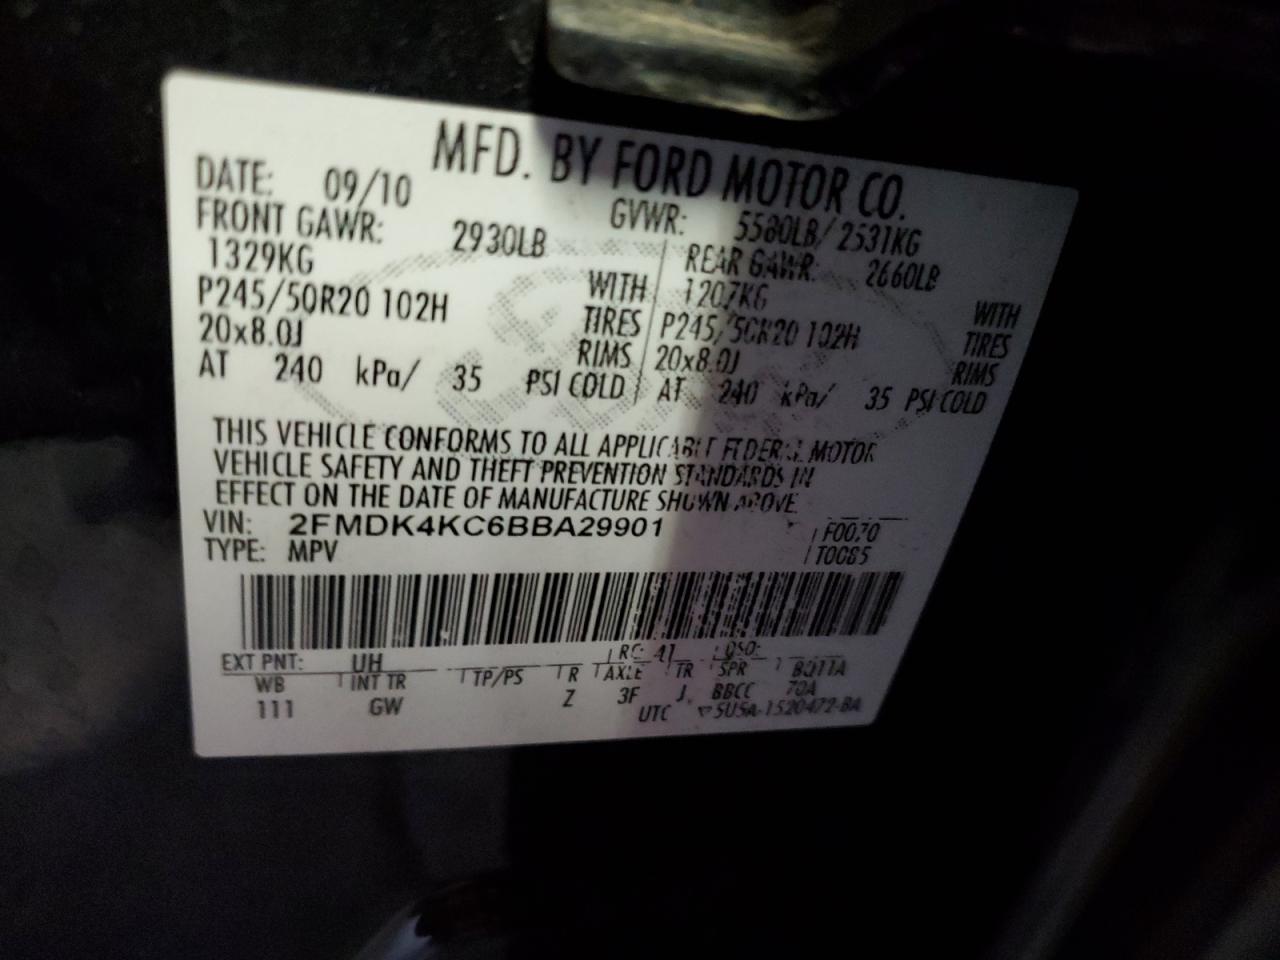 MFD. BY FORD MOTOR CO.
DATE: 09/10 GVWR: 5580LB/ 2531KG
FRONT GAWR: 2930LB REAR GAWR: 2660LB
1329KG WITH 1207KG WITH
P245/50R20 102H TIRES P245/50R20 102H TIRES
20x8.0J RIMS 20x8.0J RIMS
AT 240 kPa/ 35 PSI COLD AT 240 kPa/ 35 PSI COLD
THIS VEHICLE CONFORMS TO ALL APPLICABLE FEDERAL MOTOR
VEHICLE SAFETY AND THEFT PREVENTION STANDARDS IN
EFFECT ON THE DATE OF MANUFACTURE SHOWN ABOVE.
VIN: 2FMDK4KC6BBA29901 F0070
TYPE: MPV T0085
EXT PNT: UH RC: 41 DSO:
WB INT TR TP/PS R AXLE TR SPR
111 GW Z 3F J BBCC
UTC 5U5A-1520472-BA